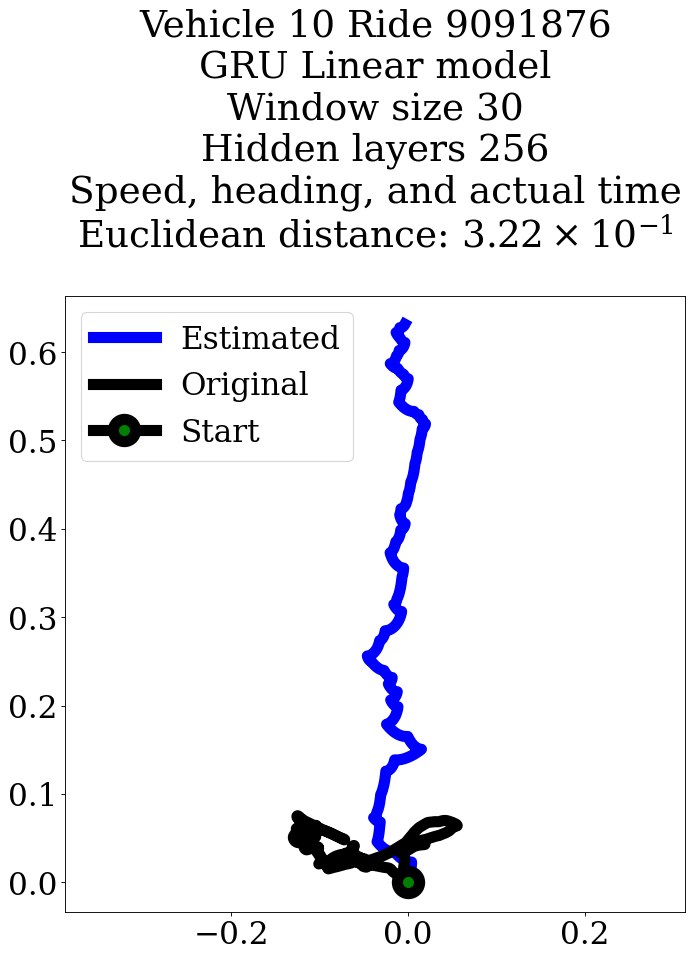 Vehicle 10 Ride 9091876
GRU Linear model
Window size 30
Hidden layers 256
Speed, heading, and actual time
Euclidean distance: 3.22 × 10⁻¹
Estimated
Original
Start
0.6
0.5
0.4
0.3
0.2
0.1
0.0
−0.2 0.0 0.2